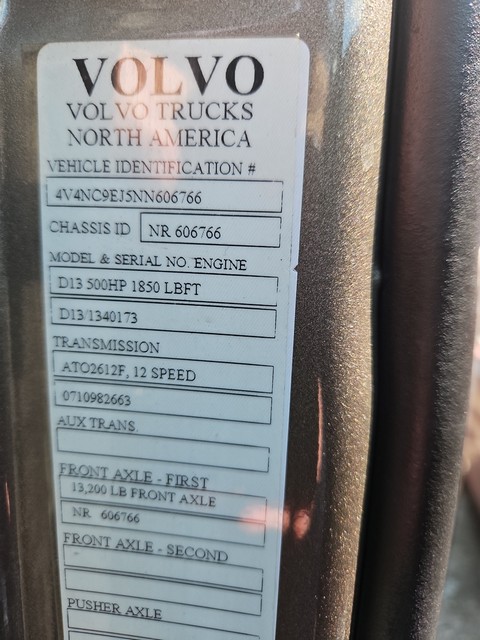 VOLVO
VOLVO TRUCKS
NORTH AMERICA
VEHICLE IDENTIFICATION #
4V4NC9EJ5NN606766
CHASSIS ID NR 606766
MODEL & SERIAL NO. ENGINE
D13 500HP 1850 LBFT
D13/1340173
TRANSMISSION
ATO2612F, 12 SPEED
0710982663
AUX TRANS.
FRONT AXLE - FIRST
13,200 LB FRONT AXLE
NR 606766
FRONT AXLE - SECOND
PUSHER AXLE